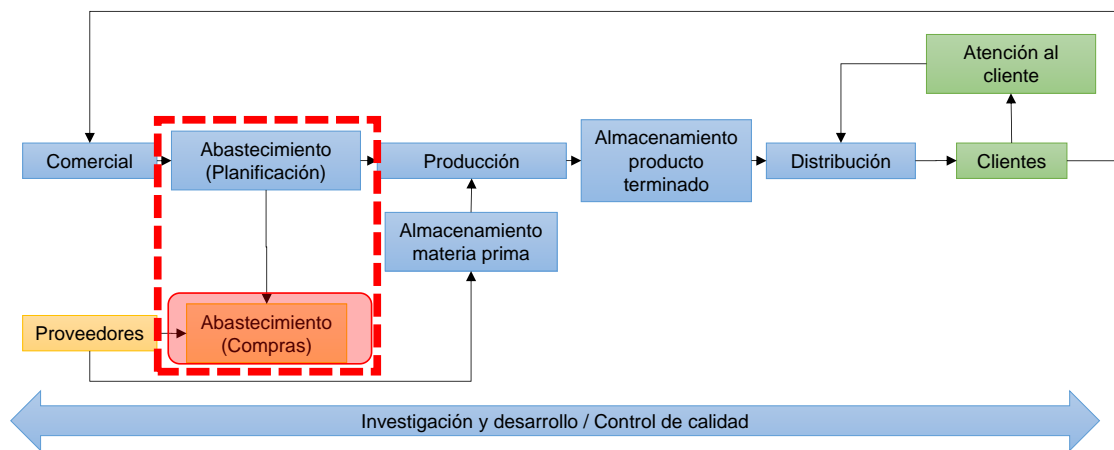 Atención al
cliente
Comercial
Abastecimiento
(Planificación)
Producción
Almacenamiento
producto
terminado
Distribución
Clientes
Almacenamiento
materia prima
Proveedores
Abastecimiento
(Compras)
Investigación y desarrollo / Control de calidad